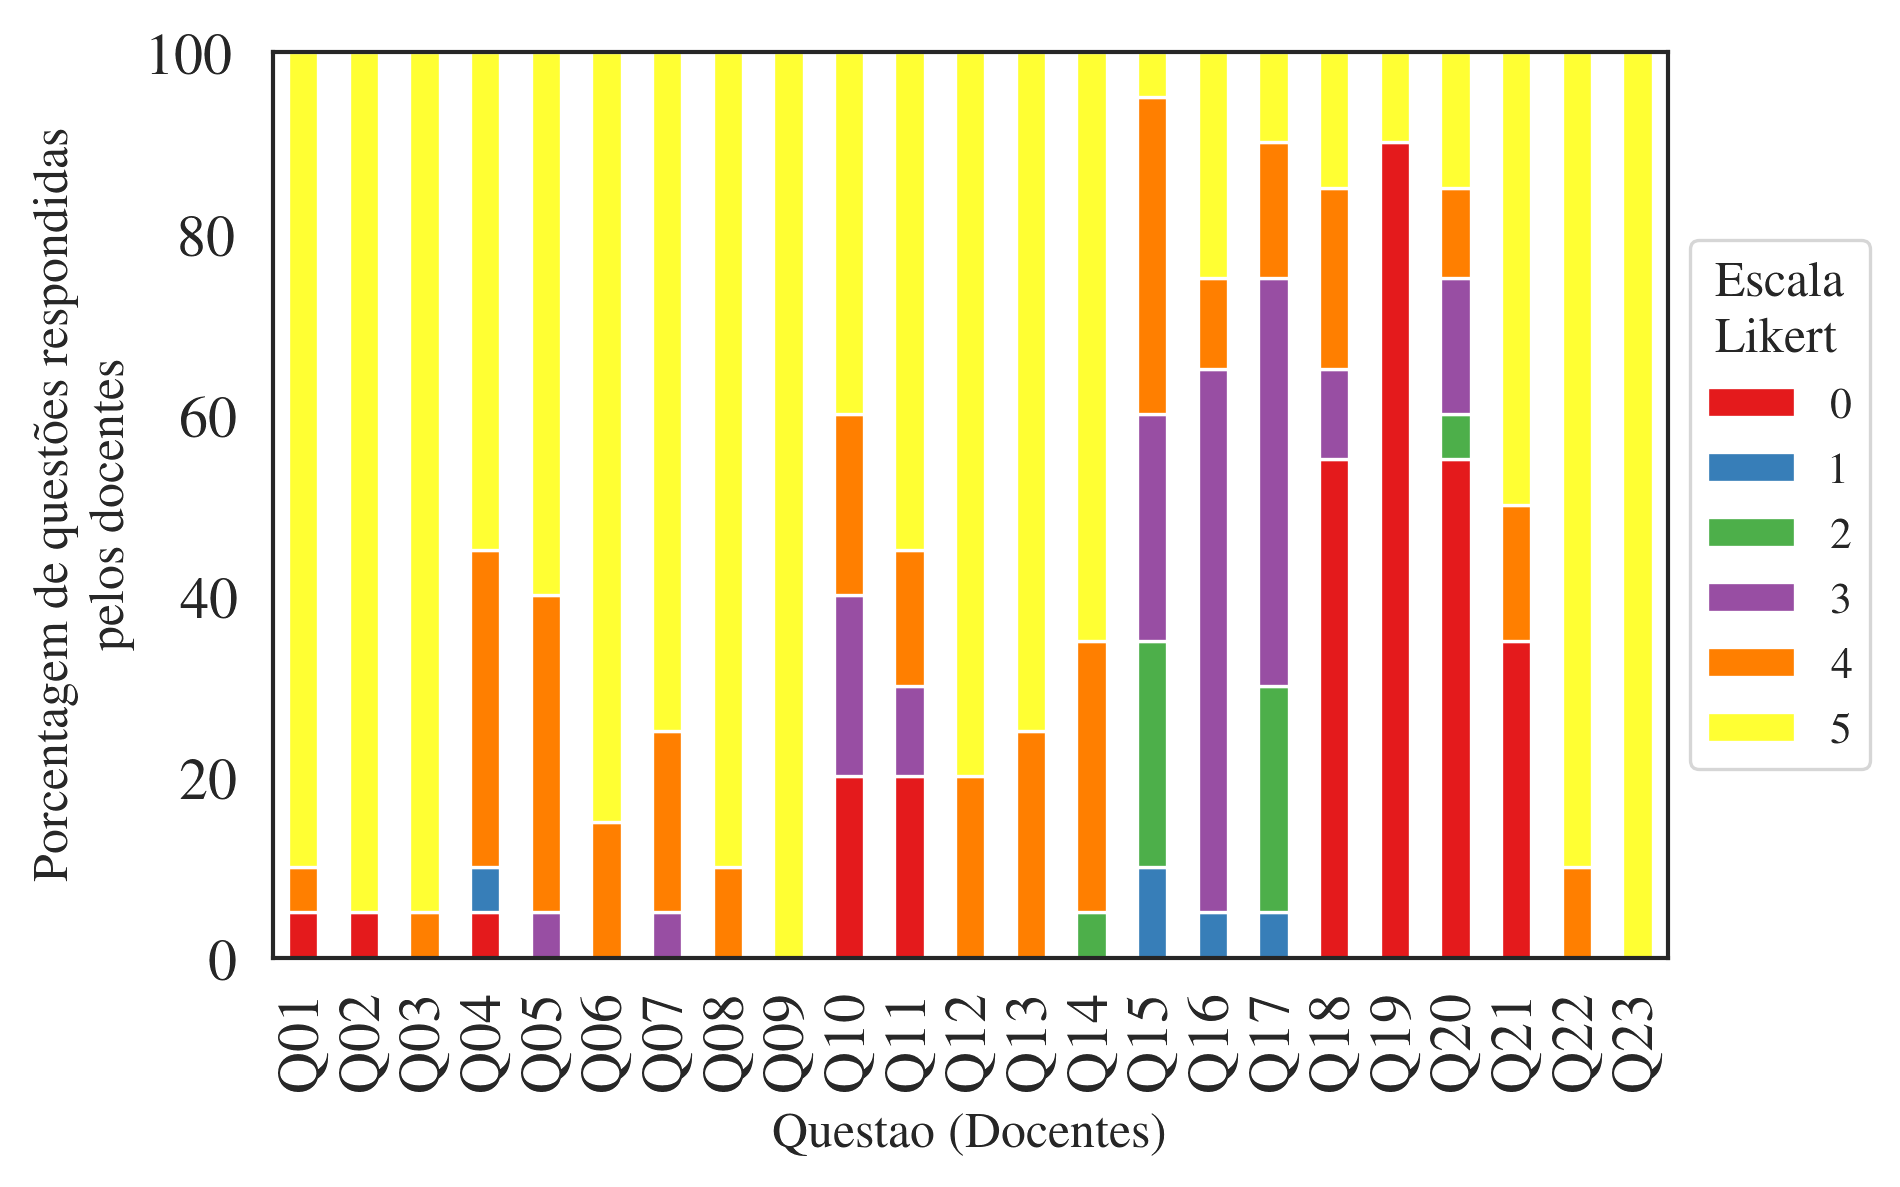 Porcentagem de questões respondidas
pelos docentes
100
80
60
40
20
0
Q01
Q02
Q03
Q04
Q05
Q06
Q07
Q08
Q09
Q10
Q11
Q12
Q13
Q14
Q15
Q16
Q17
Q18
Q19
Q20
Q21
Q22
Q23
Questao (Docentes)
Escala
Likert
0
1
2
3
4
5